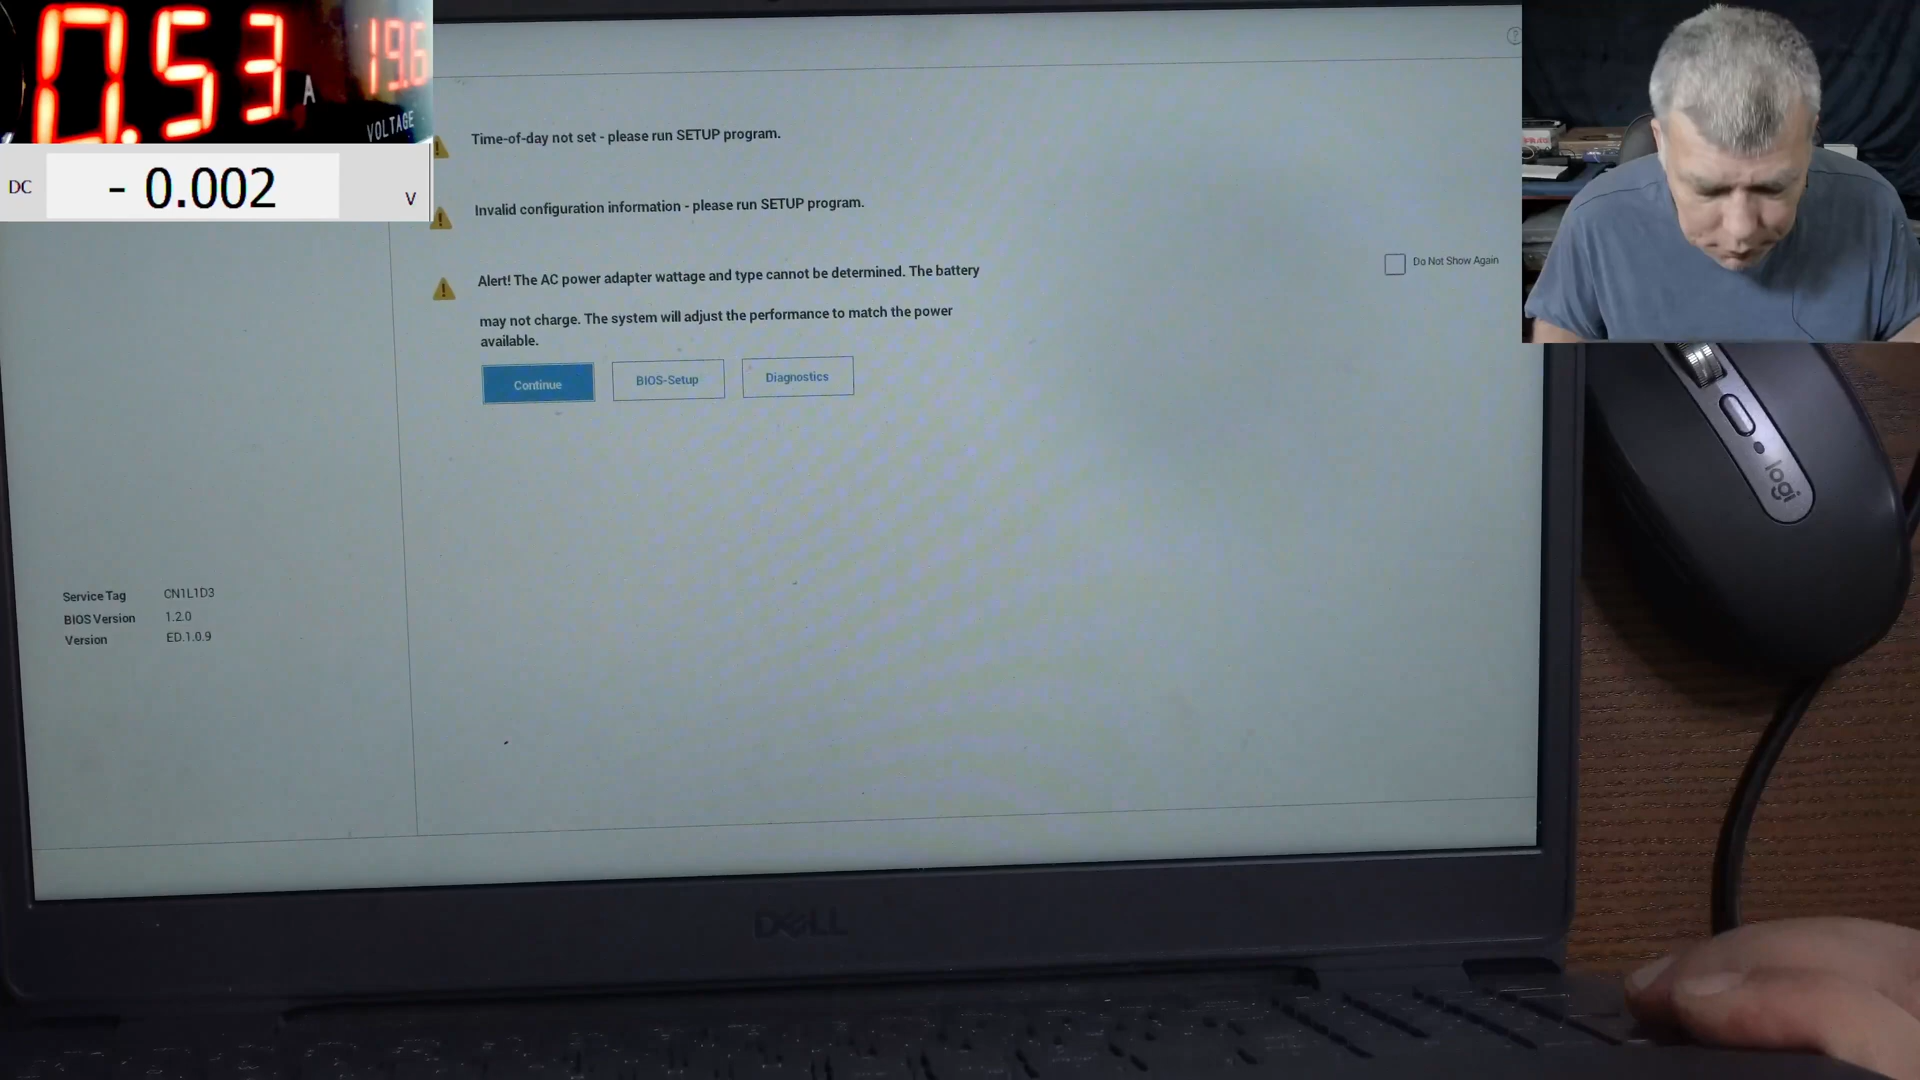 0.53 A
19.6
VOLTAGE
DC - 0.002 V
Time-of-day not set - please run SETUP program.
Invalid configuration information - please run SETUP program.
Alert! The AC power adapter wattage and type cannot be determined. The battery
may not charge. The system will adjust the performance to match the power
available.
Do Not Show Again
Continue
BIOS-Setup
Diagnostics
Service Tag CN1L1D3
BIOS Version 1.2.0
Version ED.1.0.9
DELL
logi